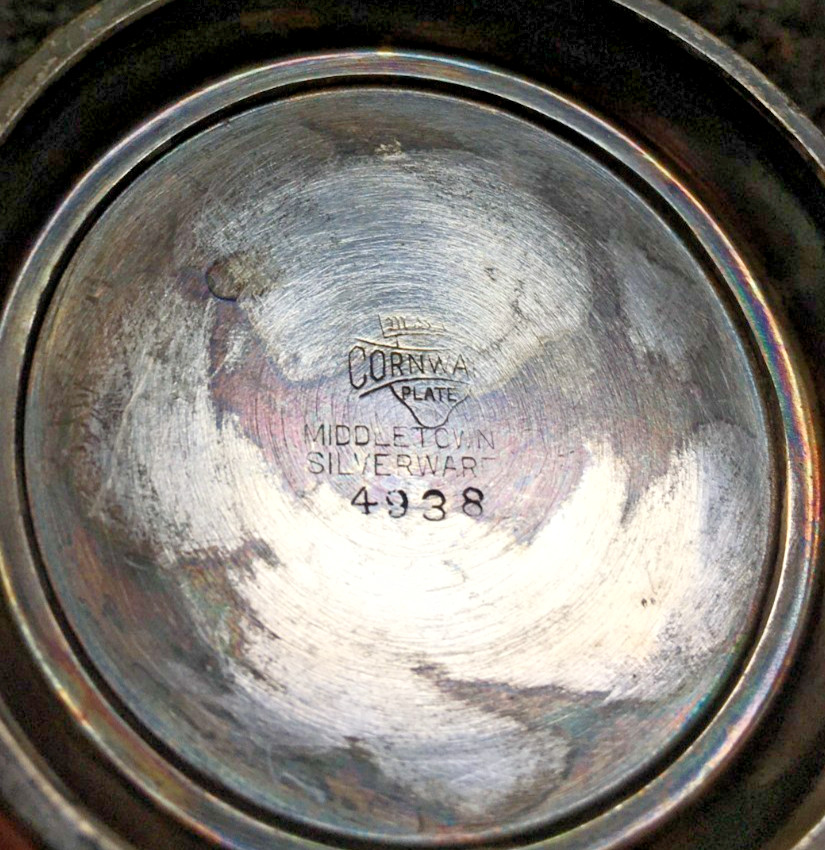 CORNWA
PLATE
MIDDLETOWN
SILVERWARE
4938